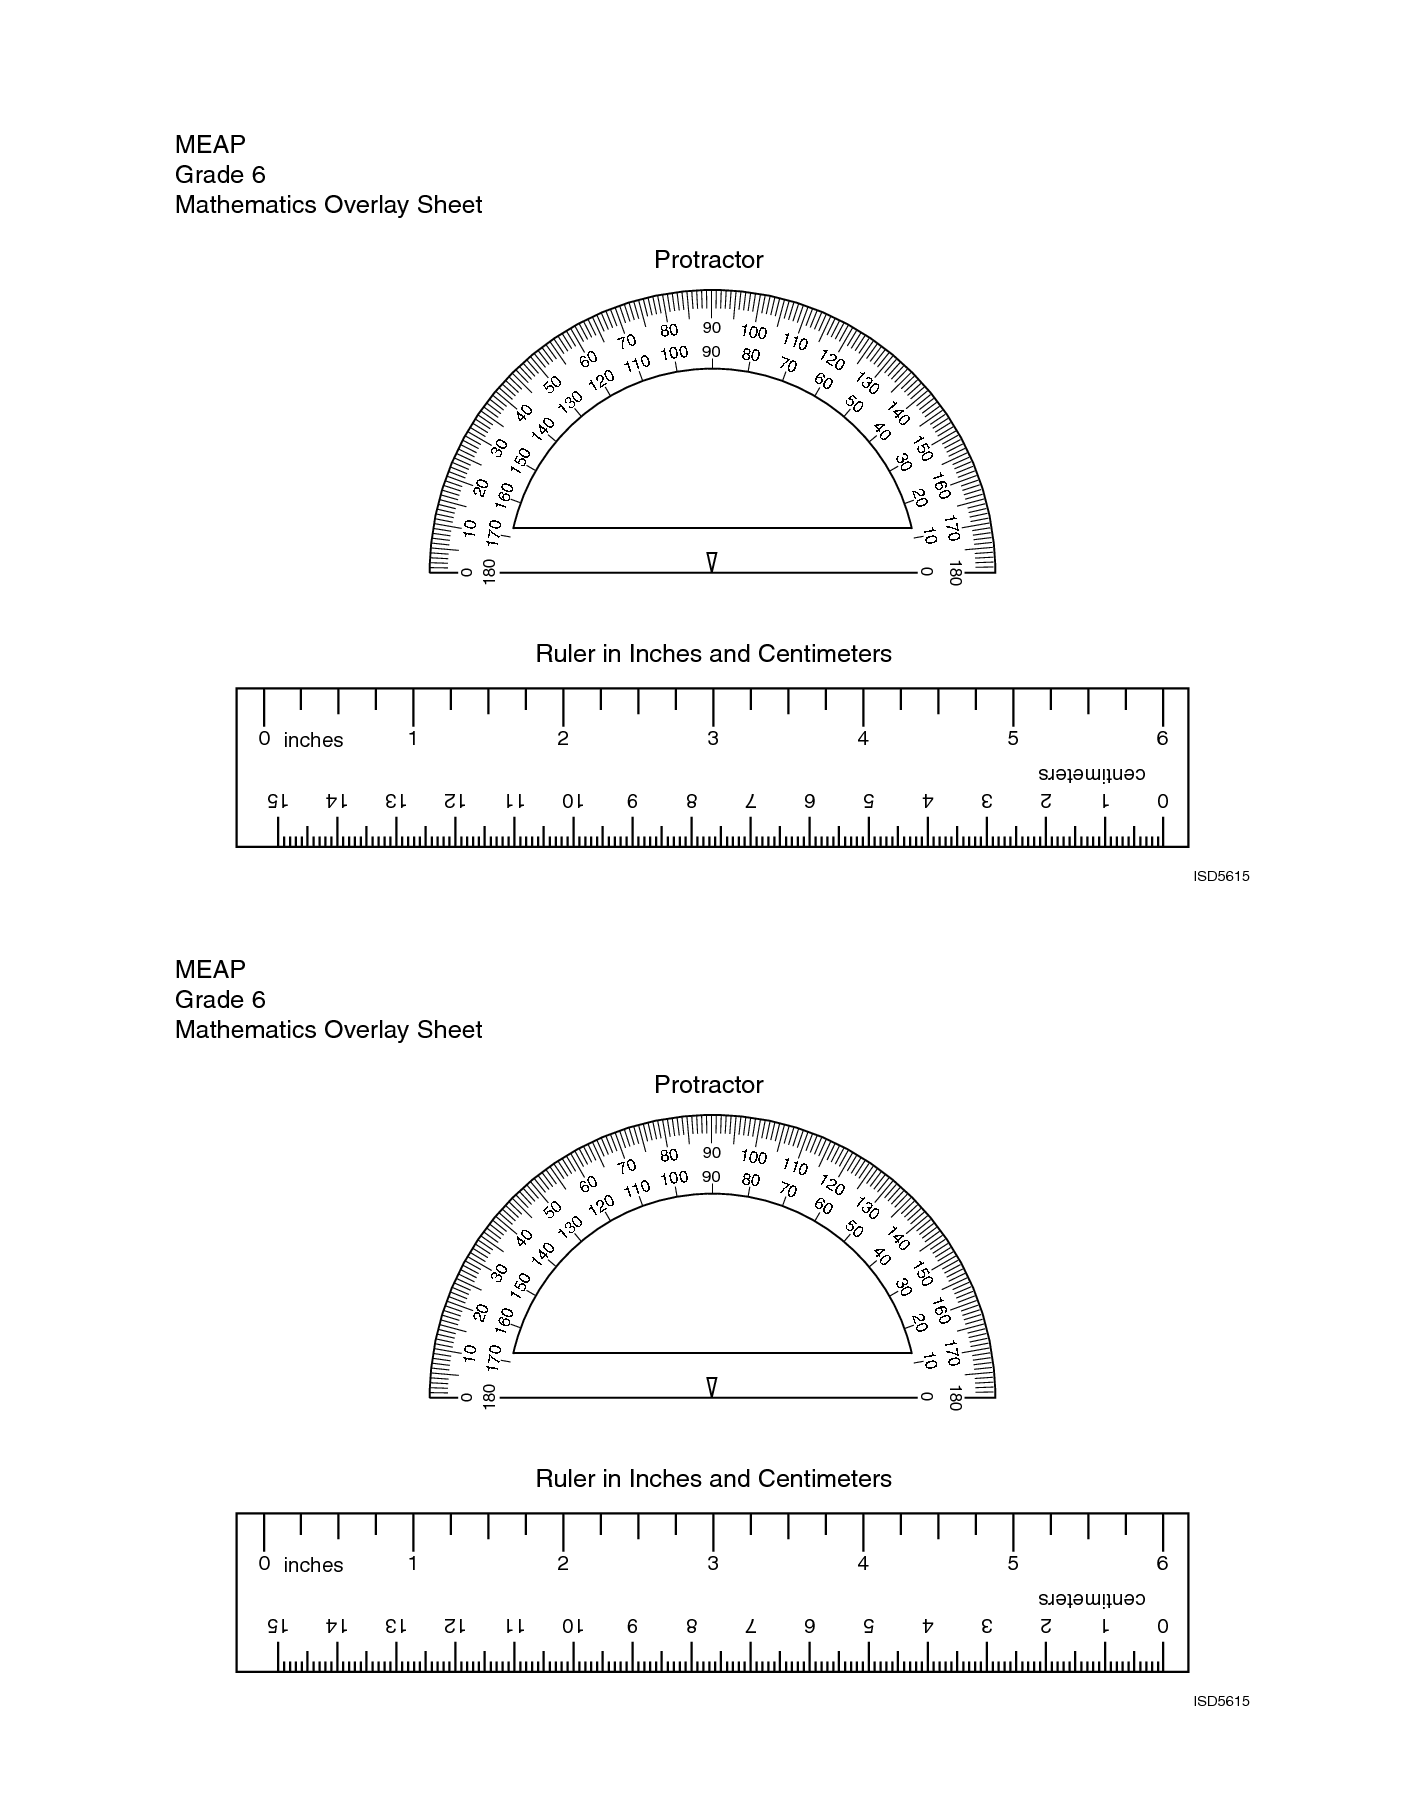 MEAP
Grade 6
Mathematics Overlay Sheet
Protractor
0 10 20 30 40 50 60 70 80 90 100 110 120 130 140 150 160 170 180
180 170 160 150 140 130 120 110 100 90 80 70 60 50 40 30 20 10 0
Ruler in Inches and Centimeters
0 inches 1 2 3 4 5 6
centimeters
15 14 13 12 11 10 9 8 7 6 5 4 3 2 1 0
ISD5615
MEAP
Grade 6
Mathematics Overlay Sheet
Protractor
0 10 20 30 40 50 60 70 80 90 100 110 120 130 140 150 160 170 180
180 170 160 150 140 130 120 110 100 90 80 70 60 50 40 30 20 10 0
Ruler in Inches and Centimeters
0 inches 1 2 3 4 5 6
centimeters
15 14 13 12 11 10 9 8 7 6 5 4 3 2 1 0
ISD5615